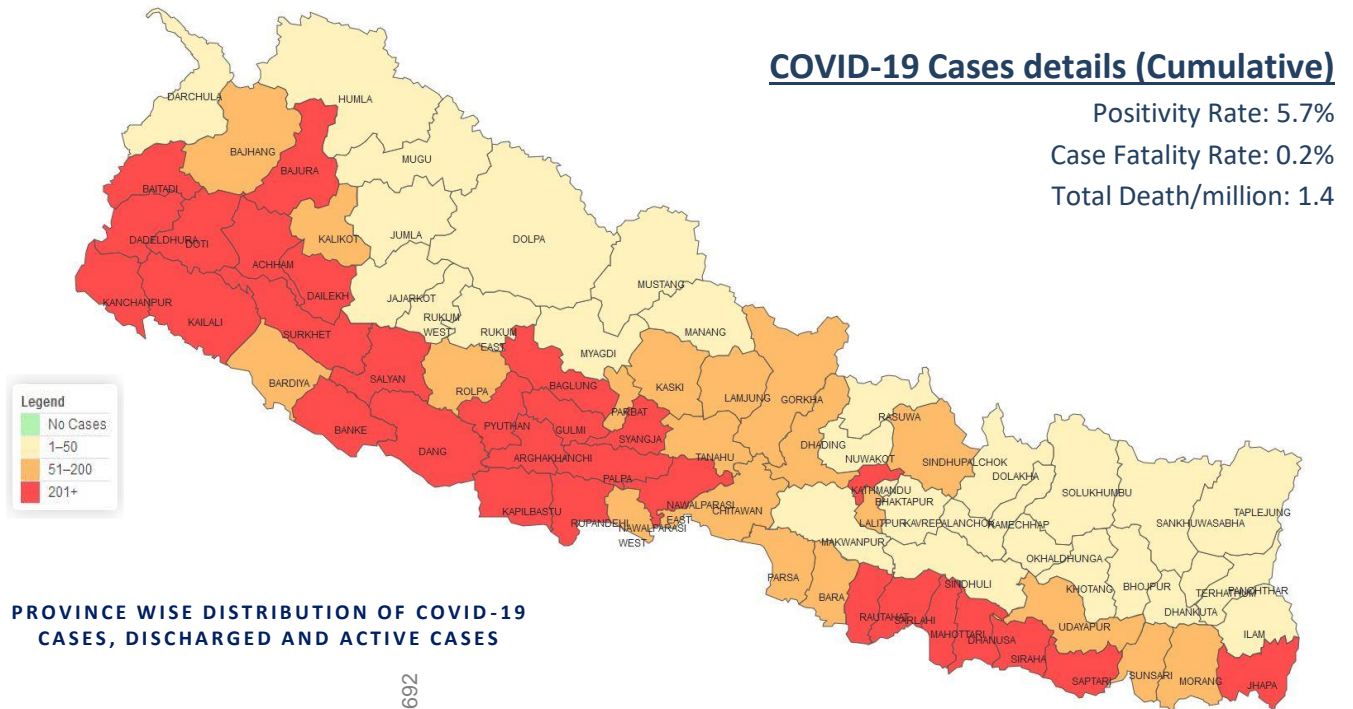 COVID-19 Cases details (Cumulative)
Positivity Rate: 5.7%
Case Fatality Rate: 0.2%
Total Death/million: 1.4
DARCHULA
HUMLA
BAJHANG
MUGU
BAJURA
BAITADI
DADELDHURA
DOTI
KALIKOT
JUMLA
DOLPA
ACHHAM
DAILEKH
MUSTANG
KANCHANPUR
JAJARKOT
KAILALI
RUKUM
WEST
SURKHET
RUKUM
EAST
MANANG
MYAGDI
BARDIYA
SALYAN
ROLPA
BAGLUNG
KASKI
LAMJUNG
GORKHA
PARBAT
RASUWA
BANKE
PYUTHAN
GULMI
SYANGJA
DHADING
DANG
ARGHAKHANCHI
TANAHU
NUWAKOT
SINDHUPALCHOK
DOLAKHA
PALPA
KATHMANDU
BHAKTAPUR
SOLUKHUMBU
KAPILBASTU
NAWALPARASI
EAST
CHITAWAN
TAPLEJUNG
RUPANDEHI
NAWALPARASI
WEST
LALITPUR
KAVREPALANCHOK
RAMECHHAP
SANKHUWASABHA
MAKWANPUR
OKHALDHUNGA
PARSA
SINDHULI
KHOTANG
BHOJPUR
TERHATHUM
PANCHTHAR
BARA
DHANKUTA
RAUTAHAT
SARLAHI
UDAYAPUR
ILAM
MAHOTTARI
DHANUSA
SIRAHA
SAPTARI
SUNSARI
MORANG
JHAPA
Legend
No Cases
1–50
51–200
201+
PROVINCE WISE DISTRIBUTION OF COVID-19
CASES, DISCHARGED AND ACTIVE CASES
692